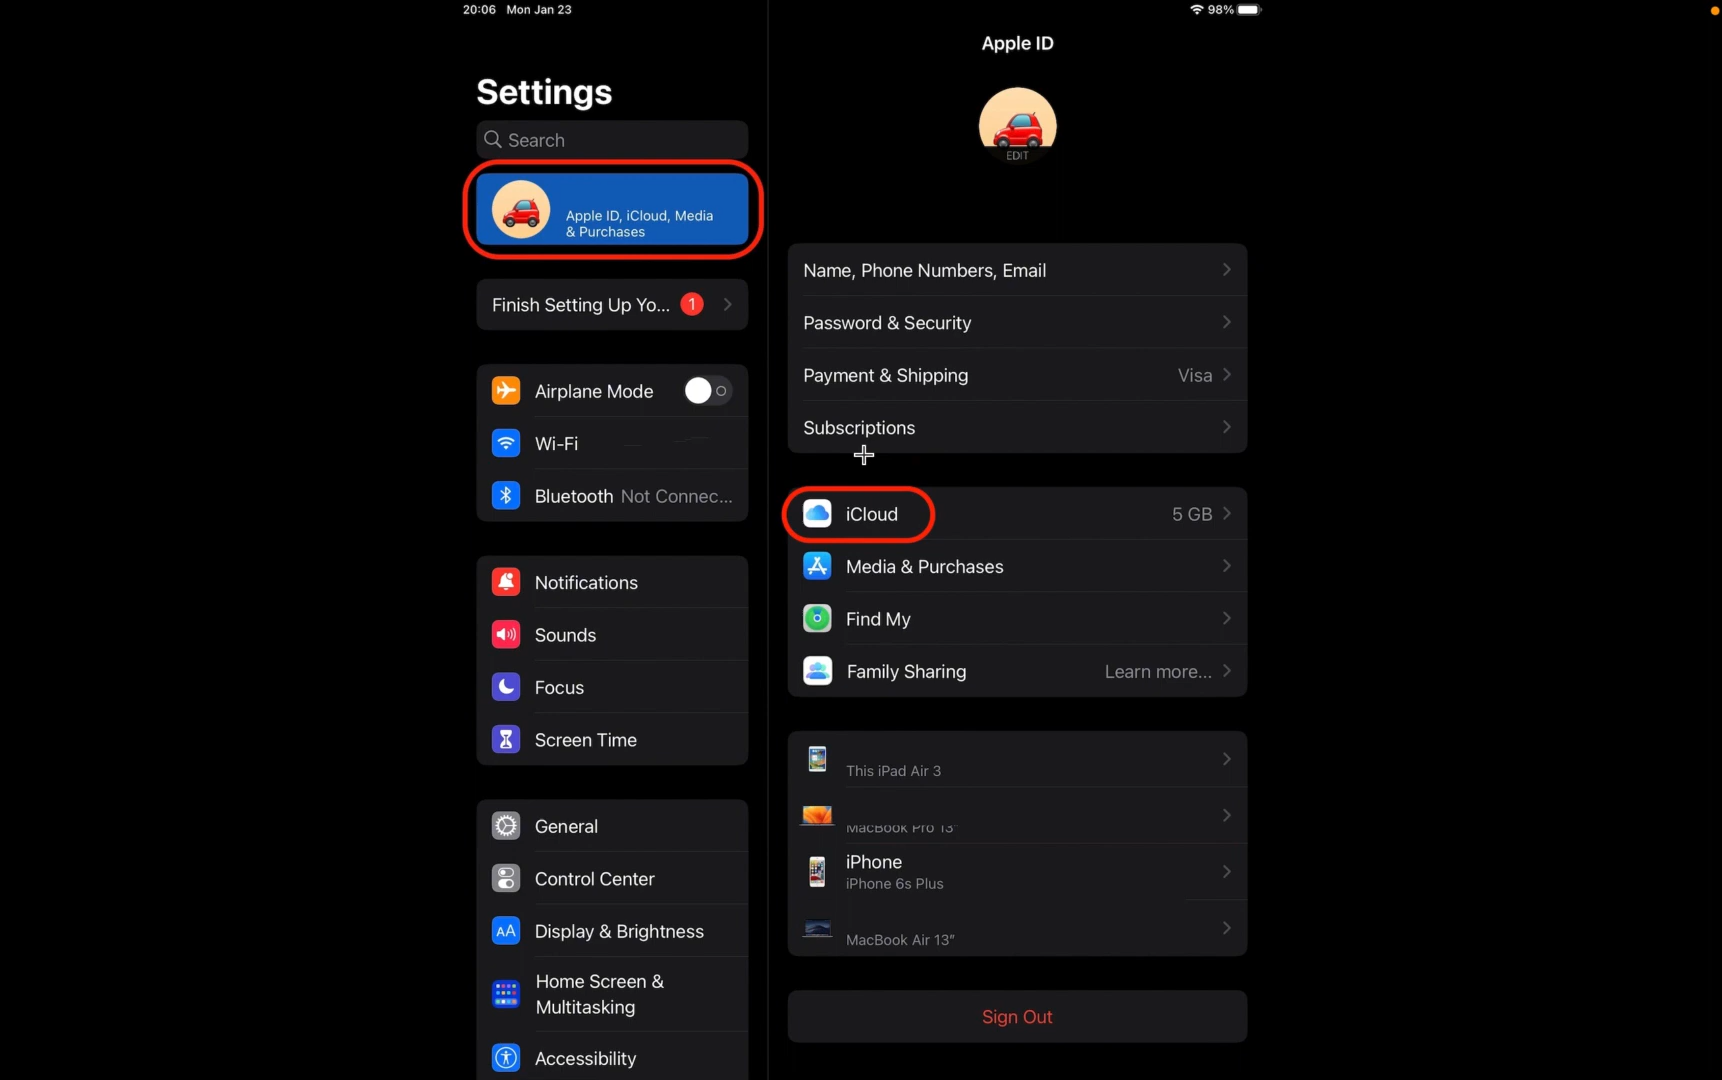 20:06 Mon Jan 23
98%
Settings
Search
Apple ID, iCloud, Media
& Purchases
Finish Setting Up Yo... 1
Airplane Mode
Wi-Fi
Bluetooth Not Connec...
Notifications
Sounds
Focus
Screen Time
General
Control Center
AA Display & Brightness
Home Screen &
Multitasking
Accessibility
Apple ID
EDIT
Name, Phone Numbers, Email
Password & Security
Payment & Shipping Visa
Subscriptions
iCloud 5 GB
Media & Purchases
Find My
Family Sharing Learn more...
This iPad Air 3
MacBook Pro 13"
iPhone
iPhone 6s Plus
MacBook Air 13"
Sign Out